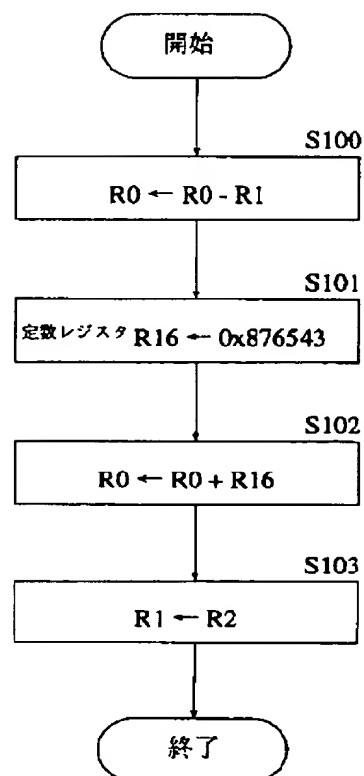 開始
S100
R0 ← R0 - R1
S101
定数レジスタ R16 ← 0x876543
S102
R0 ← R0 + R16
S103
R1 ← R2
終了